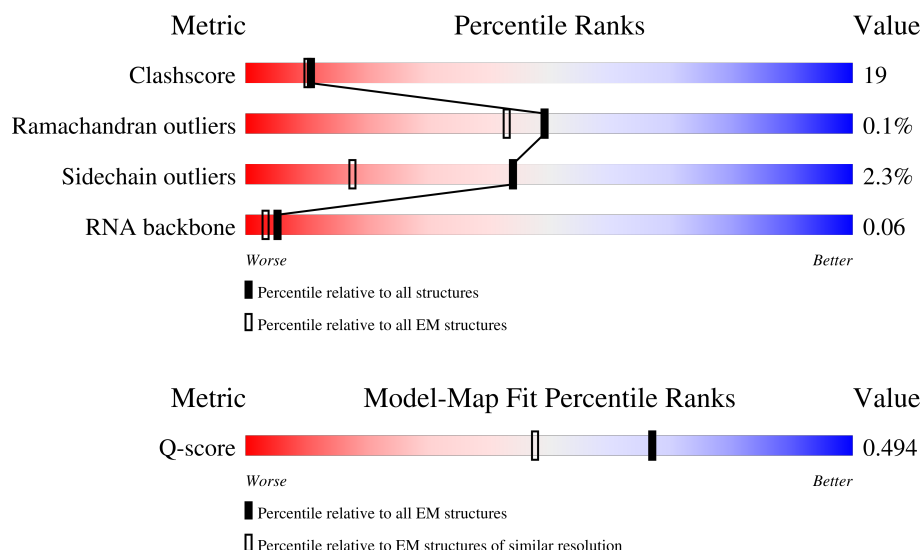 Metric Percentile Ranks Value
Clashscore 19
Ramachandran outliers 0.1%
Sidechain outliers 2.3%
RNA backbone 0.06
Worse Better
Percentile relative to all structures
Percentile relative to all EM structures
Metric Model-Map Fit Percentile Ranks Value
Q-score 0.494
Worse Better
Percentile relative to all EM structures
Percentile relative to EM structures of similar resolution